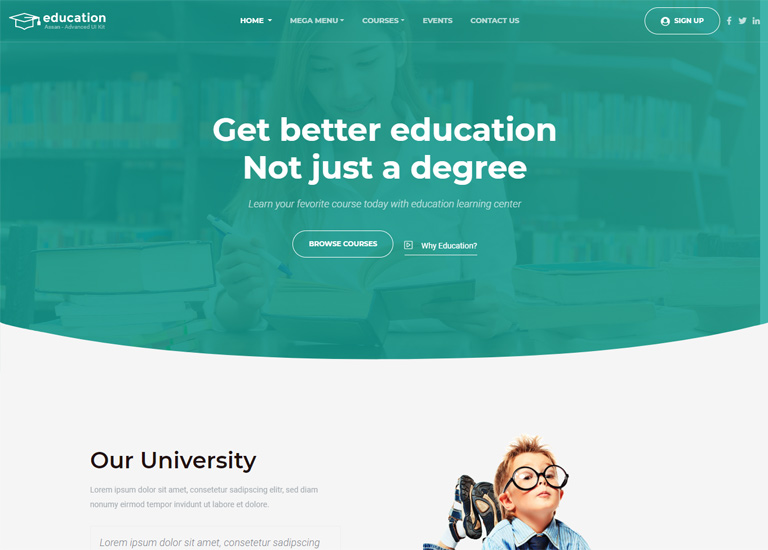 education
Assan - Advanced UI Kit
HOME
MEGA MENU
COURSES
EVENTS
CONTACT US
SIGN UP
Get better education
Not just a degree
Learn your fevorite course today with education learning center
BROWSE COURSES
Why Education?
Our University
Lorem ipsum dolor sit amet, consetetur sadipscing elitr, sed diam
nonumy eirmod tempor invidunt ut labore et dolore.
Lorem ipsum dolor sit amet, consetetur sadipscing